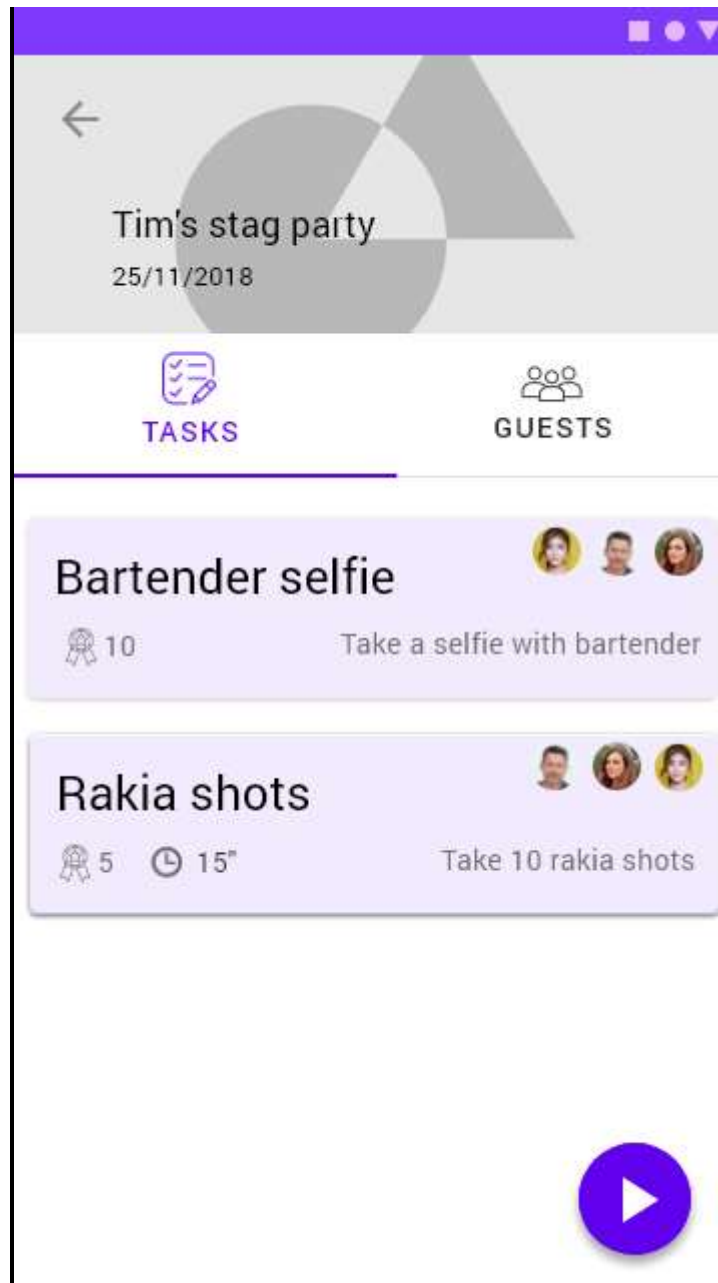 Tim's stag party
25/11/2018
TASKS
GUESTS
Bartender selfie
10
Take a selfie with bartender
Rakia shots
5
15"
Take 10 rakia shots